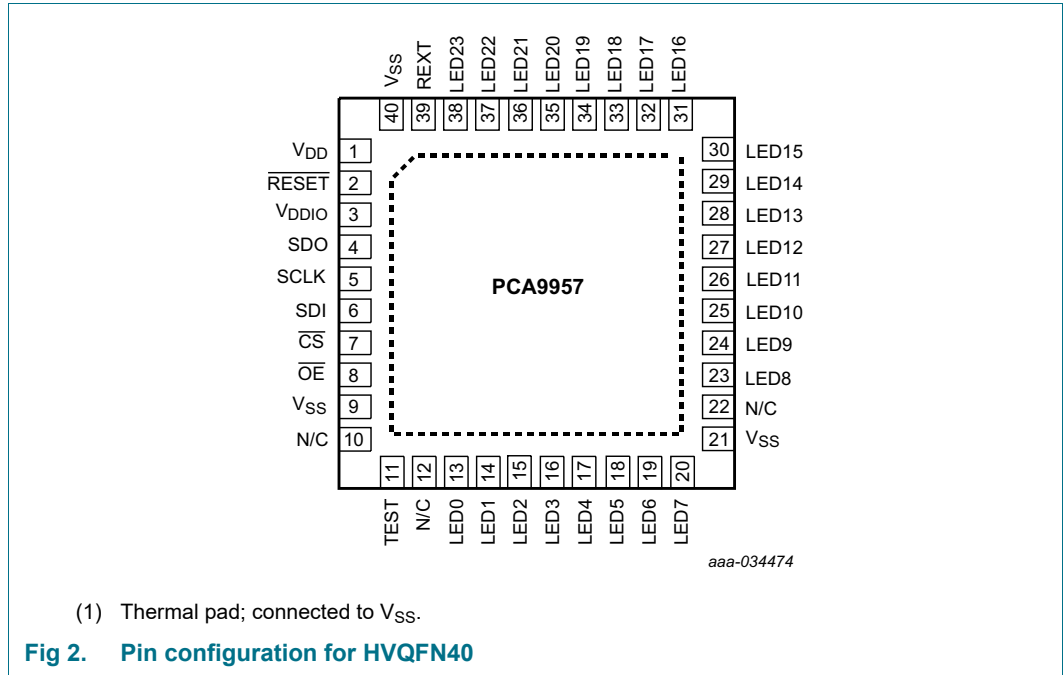 VSS REXT LED23 LED22 LED21 LED20 LED19 LED18 LED17 LED16
40 39 38 37 36 35 34 33 32 31
VDD 1
RESET 2
VDDIO 3
SDO 4
SCLK 5
SDI 6
CS 7
OE 8
VSS 9
N/C 10
PCA9957
30 LED15
29 LED14
28 LED13
27 LED12
26 LED11
25 LED10
24 LED9
23 LED8
22 N/C
21 VSS
11 12 13 14 15 16 17 18 19 20
TEST N/C LED0 LED1 LED2 LED3 LED4 LED5 LED6 LED7
aaa-034474
(1) Thermal pad; connected to VSS.
Fig 2. Pin configuration for HVQFN40